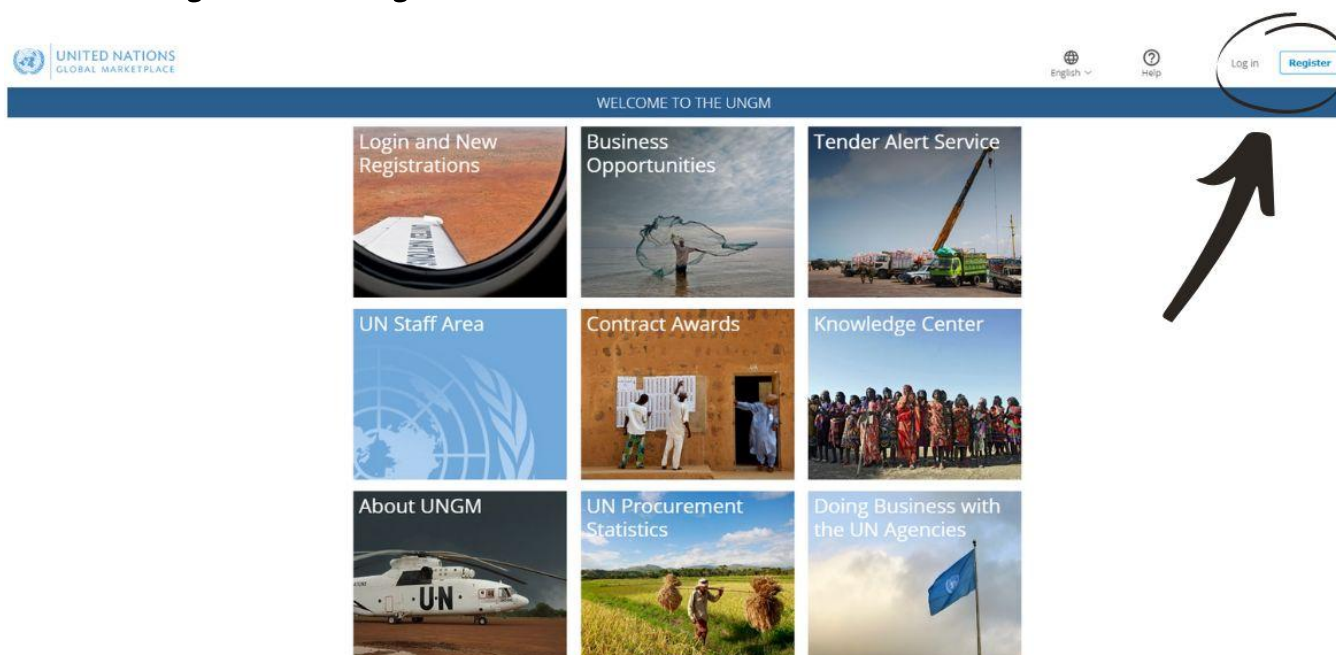 UNITED NATIONS
GLOBAL MARKETPLACE
English
Help
Log in
Register
WELCOME TO THE UNGM
Login and New
Registrations
Business
Opportunities
Tender Alert Service
UNITED NATION
UN Staff Area
Contract Awards
Knowledge Center
About UNGM
UN
UN Procurement
Statistics
Doing Business with
the UN Agencies